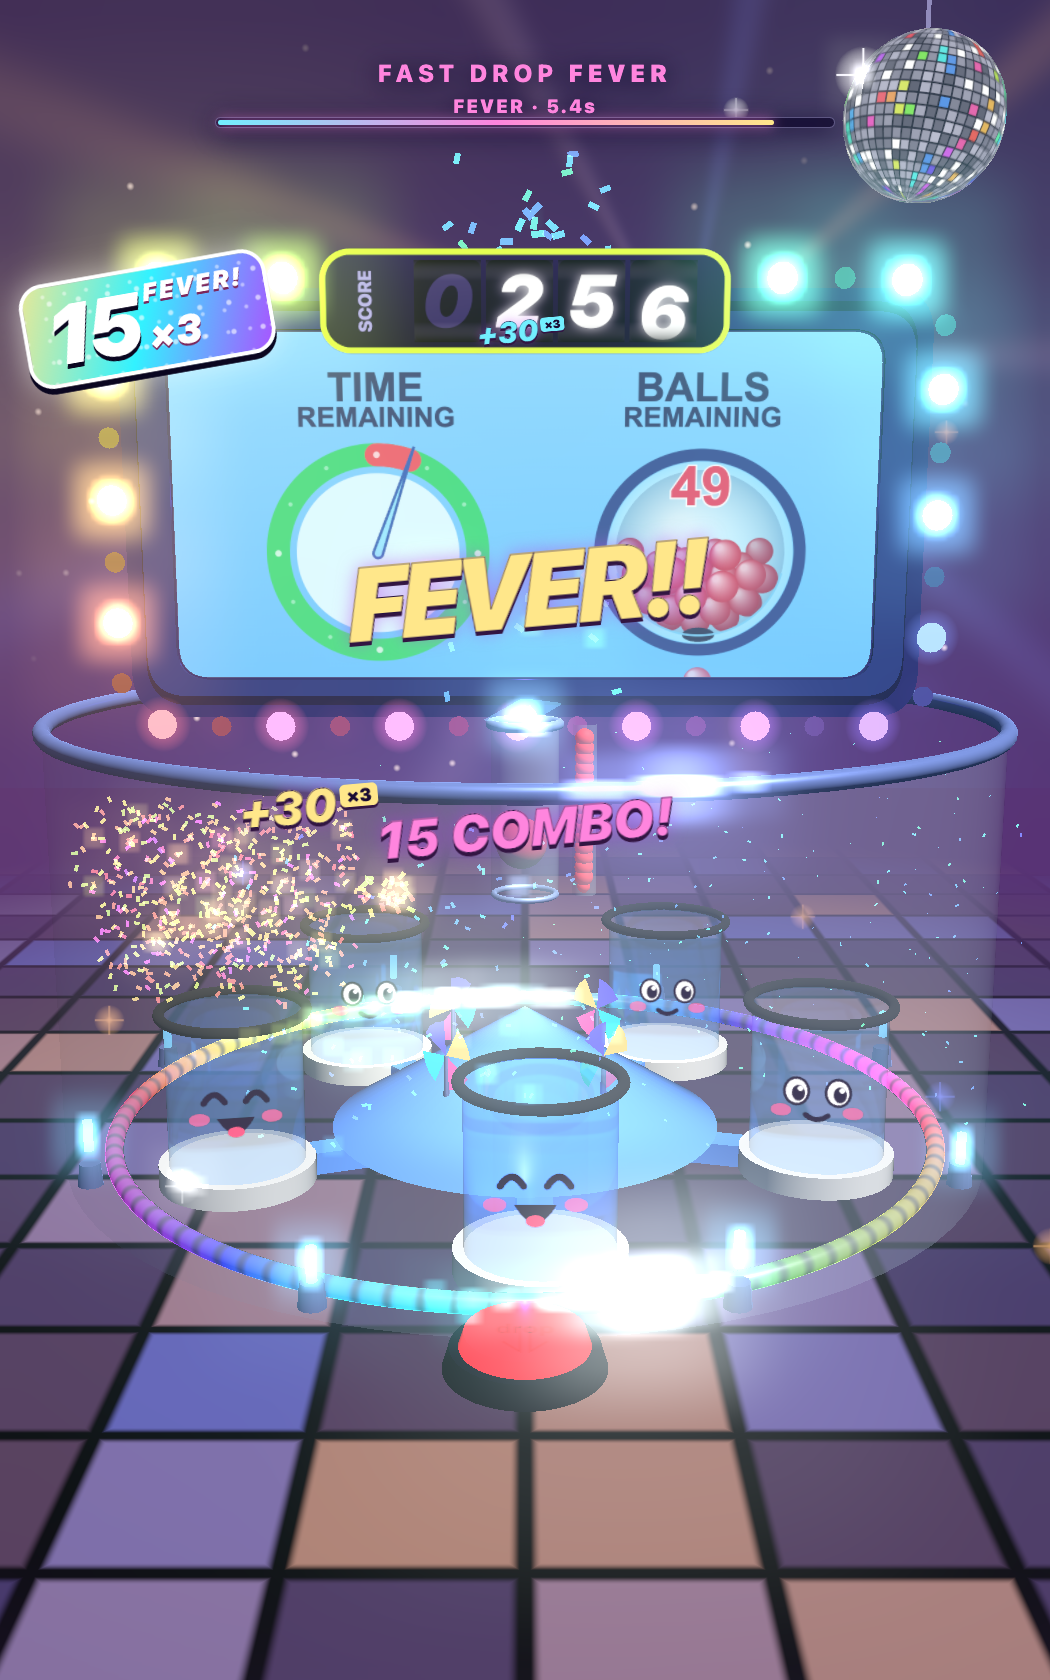 FAST DROP FEVER
FEVER · 5.4s
15 FEVER!
×3
SCORE
0256
+30 ×3
TIME
REMAINING
BALLS
REMAINING
49
FEVER!!
+30 ×3
15 COMBO!